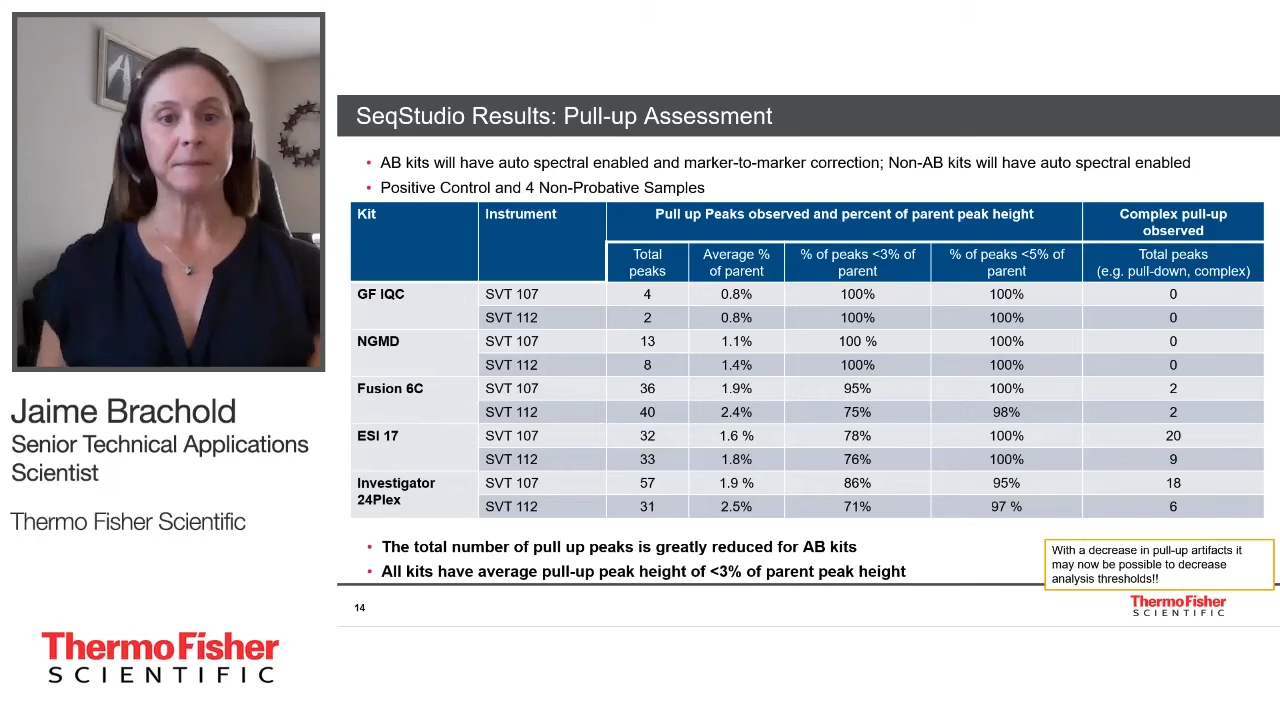 SeqStudio Results: Pull-up Assessment
• AB kits will have auto spectral enabled and marker-to-marker correction; Non-AB kits will have auto spectral enabled
• Positive Control and 4 Non-Probative Samples
Kit Instrument Pull up Peaks observed and percent of parent peak height Complex pull-up
observed
Total Average % % of peaks <3% of % of peaks <5% of Total peaks
peaks of parent parent parent (e.g. pull-down, complex)
GF IQC SVT 107 4 0.8% 100% 100% 0
SVT 112 2 0.8% 100% 100% 0
NGMD SVT 107 13 1.1% 100 % 100% 0
SVT 112 8 1.4% 100% 100% 0
Fusion 6C SVT 107 36 1.9% 95% 100% 2
SVT 112 40 2.4% 75% 98% 2
ESI 17 SVT 107 32 1.6 % 78% 100% 20
SVT 112 33 1.8% 76% 100% 9
Investigator SVT 107 57 1.9 % 86% 95% 18
24Plex SVT 112 31 2.5% 71% 97 % 6
• The total number of pull up peaks is greatly reduced for AB kits
• All kits have average pull-up peak height of <3% of parent peak height
With a decrease in pull-up artifacts it
may now be possible to decrease
analysis thresholds!!
14
ThermoFisher
SCIENTIFIC
Jaime Brachold
Senior Technical Applications
Scientist
Thermo Fisher Scientific
ThermoFisher
SCIENTIFIC